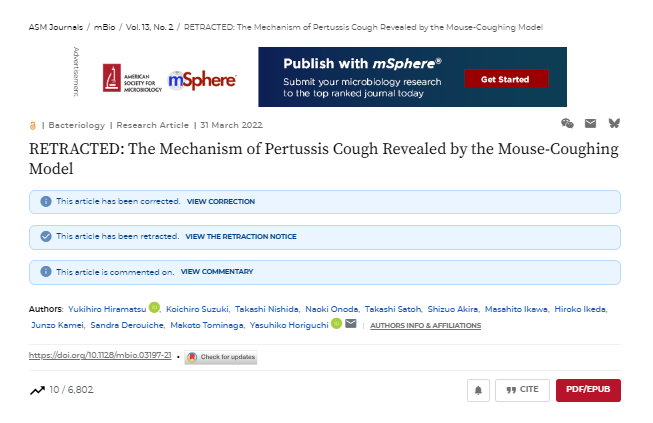 ASM Journals / mBio / Vol. 13, No. 2 / RETRACTED: The Mechanism of Pertussis Cough Revealed by the Mouse-Coughing Model
Advertisement
AMERICAN
SOCIETY FOR
MICROBIOLOGY
mSphere®
Publish with mSphere®
Submit your microbiology research
to the top ranked journal today
Get Started
| Bacteriology | Research Article | 31 March 2022
RETRACTED: The Mechanism of Pertussis Cough Revealed by the Mouse-Coughing
Model
This article has been corrected. VIEW CORRECTION
This article has been retracted. VIEW THE RETRACTION NOTICE
This article is commented on. VIEW COMMENTARY
Authors: Yukihiro Hiramatsu iD, Koichiro Suzuki, Takashi Nishida, Naoki Onoda, Takashi Satoh, Shizuo Akira, Masahito Ikawa, Hiroko Ikeda,
Junzo Kamei, Sandra Derouiche, Makoto Tominaga, Yasuhiko Horiguchi iD | AUTHORS INFO & AFFILIATIONS
https://doi.org/10.1128/mbio.03197-21 • Check for updates
10 / 6,802
CITE
PDF/EPUB